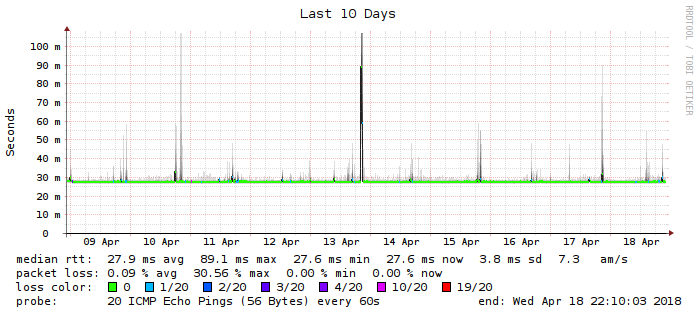 Last 10 Days
RRDTOOL / TOBI OETIKER
Seconds
100 m
90 m
80 m
70 m
60 m
50 m
40 m
30 m
20 m
10 m
0
09 Apr 10 Apr 11 Apr 12 Apr 13 Apr 14 Apr 15 Apr 16 Apr 17 Apr 18 Apr
median rtt: 27.9 ms avg 89.1 ms max 27.6 ms min 27.6 ms now 3.8 ms sd 7.3 am/s
packet loss: 0.09 % avg 30.56 % max 0.00 % min 0.00 % now
loss color: 0 1/20 2/20 3/20 4/20 10/20 19/20
probe: 20 ICMP Echo Pings (56 Bytes) every 60s end: Wed Apr 18 22:10:03 2018